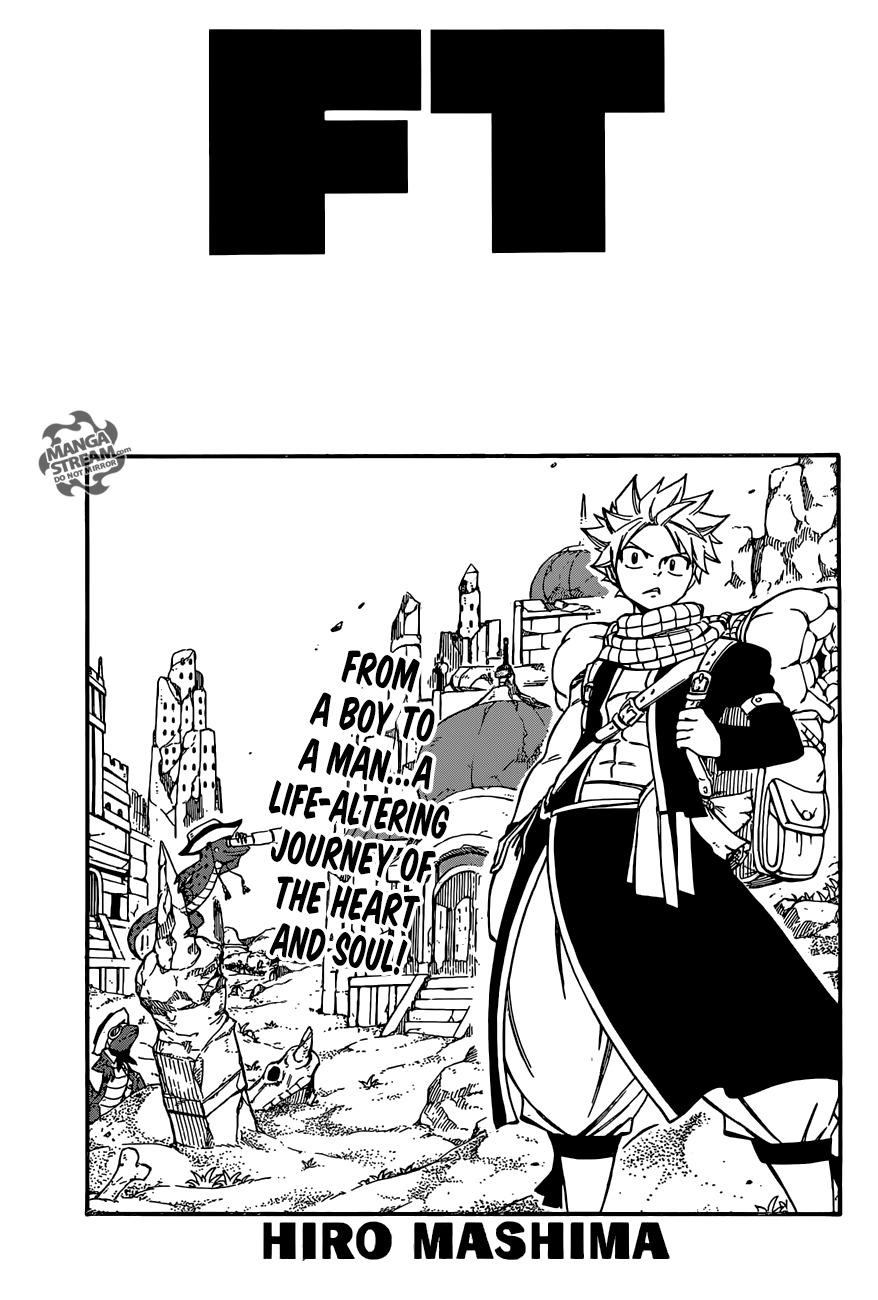 FT
MANGA
STREAM.com
DO NOT MIRROR
FROM
A BOY TO
A MAN...A
LIFE-ALTERING
JOURNEY OF
THE HEART
AND SOUL!
HIRO MASHIMA